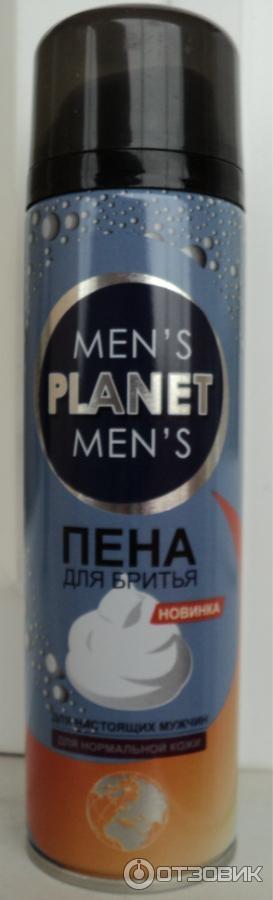 MEN'S
PLANET
MEN'S
ПЕНА
ДЛЯ БРИТЬЯ
НОВИНКА
ДЛЯ НАСТОЯЩИХ МУЖЧИН
ДЛЯ НОРМАЛЬНОЙ КОЖИ
ОТЗОВИК